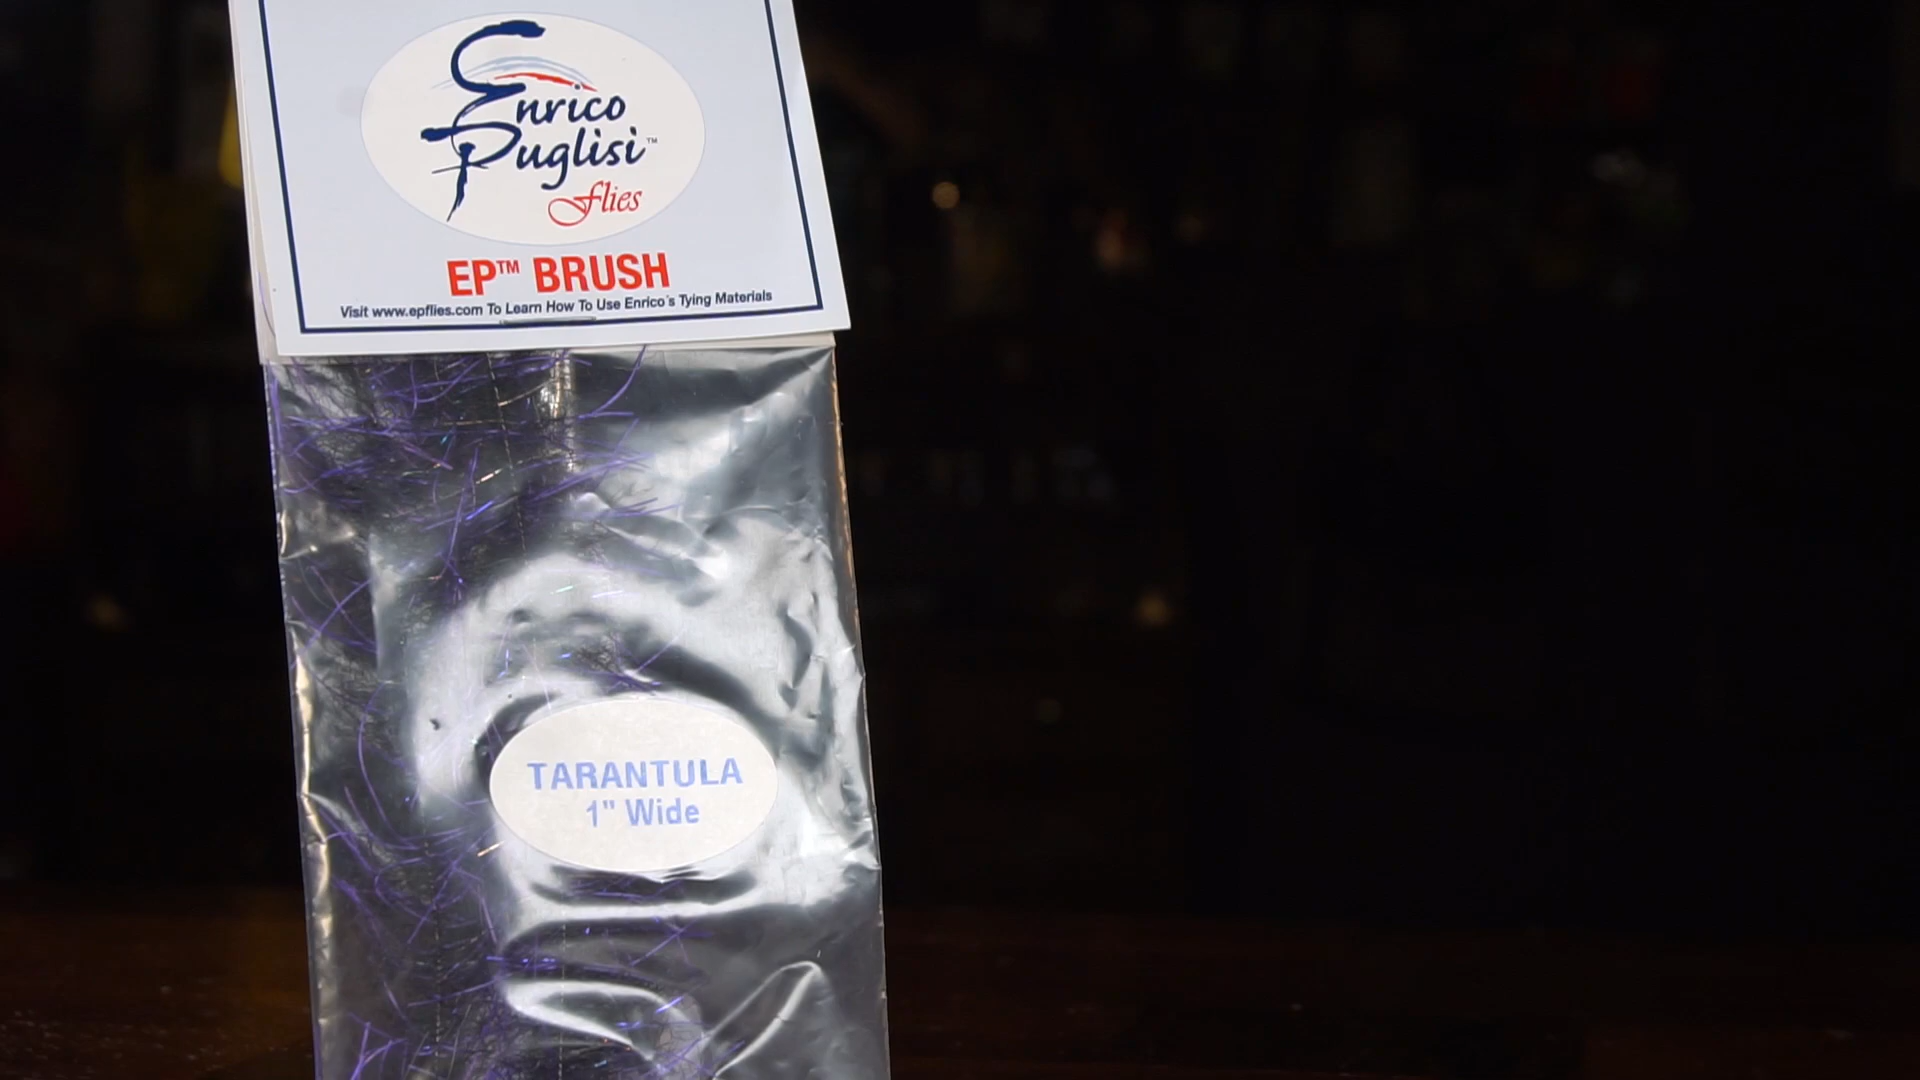 Enrico
Puglisi™
Flies
EP™ BRUSH
Visit www.epflies.com To Learn How To Use Enrico's Tying Materials
TARANTULA
1" Wide